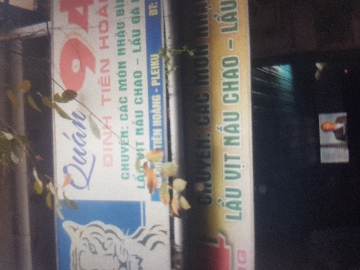 Quán 94
ĐINH TIÊN HOÀNG
CHUYÊN: CÁC MÓN NHẬU BÌNH
LẨU VỊT NẤU CHAO – LẨU GÀ
TIÊN HOÀNG - PLEIKU
ĐT:
CHUYÊN: CÁC MÓN NHẬU
LẨU VỊT NẤU CHAO – LẨU